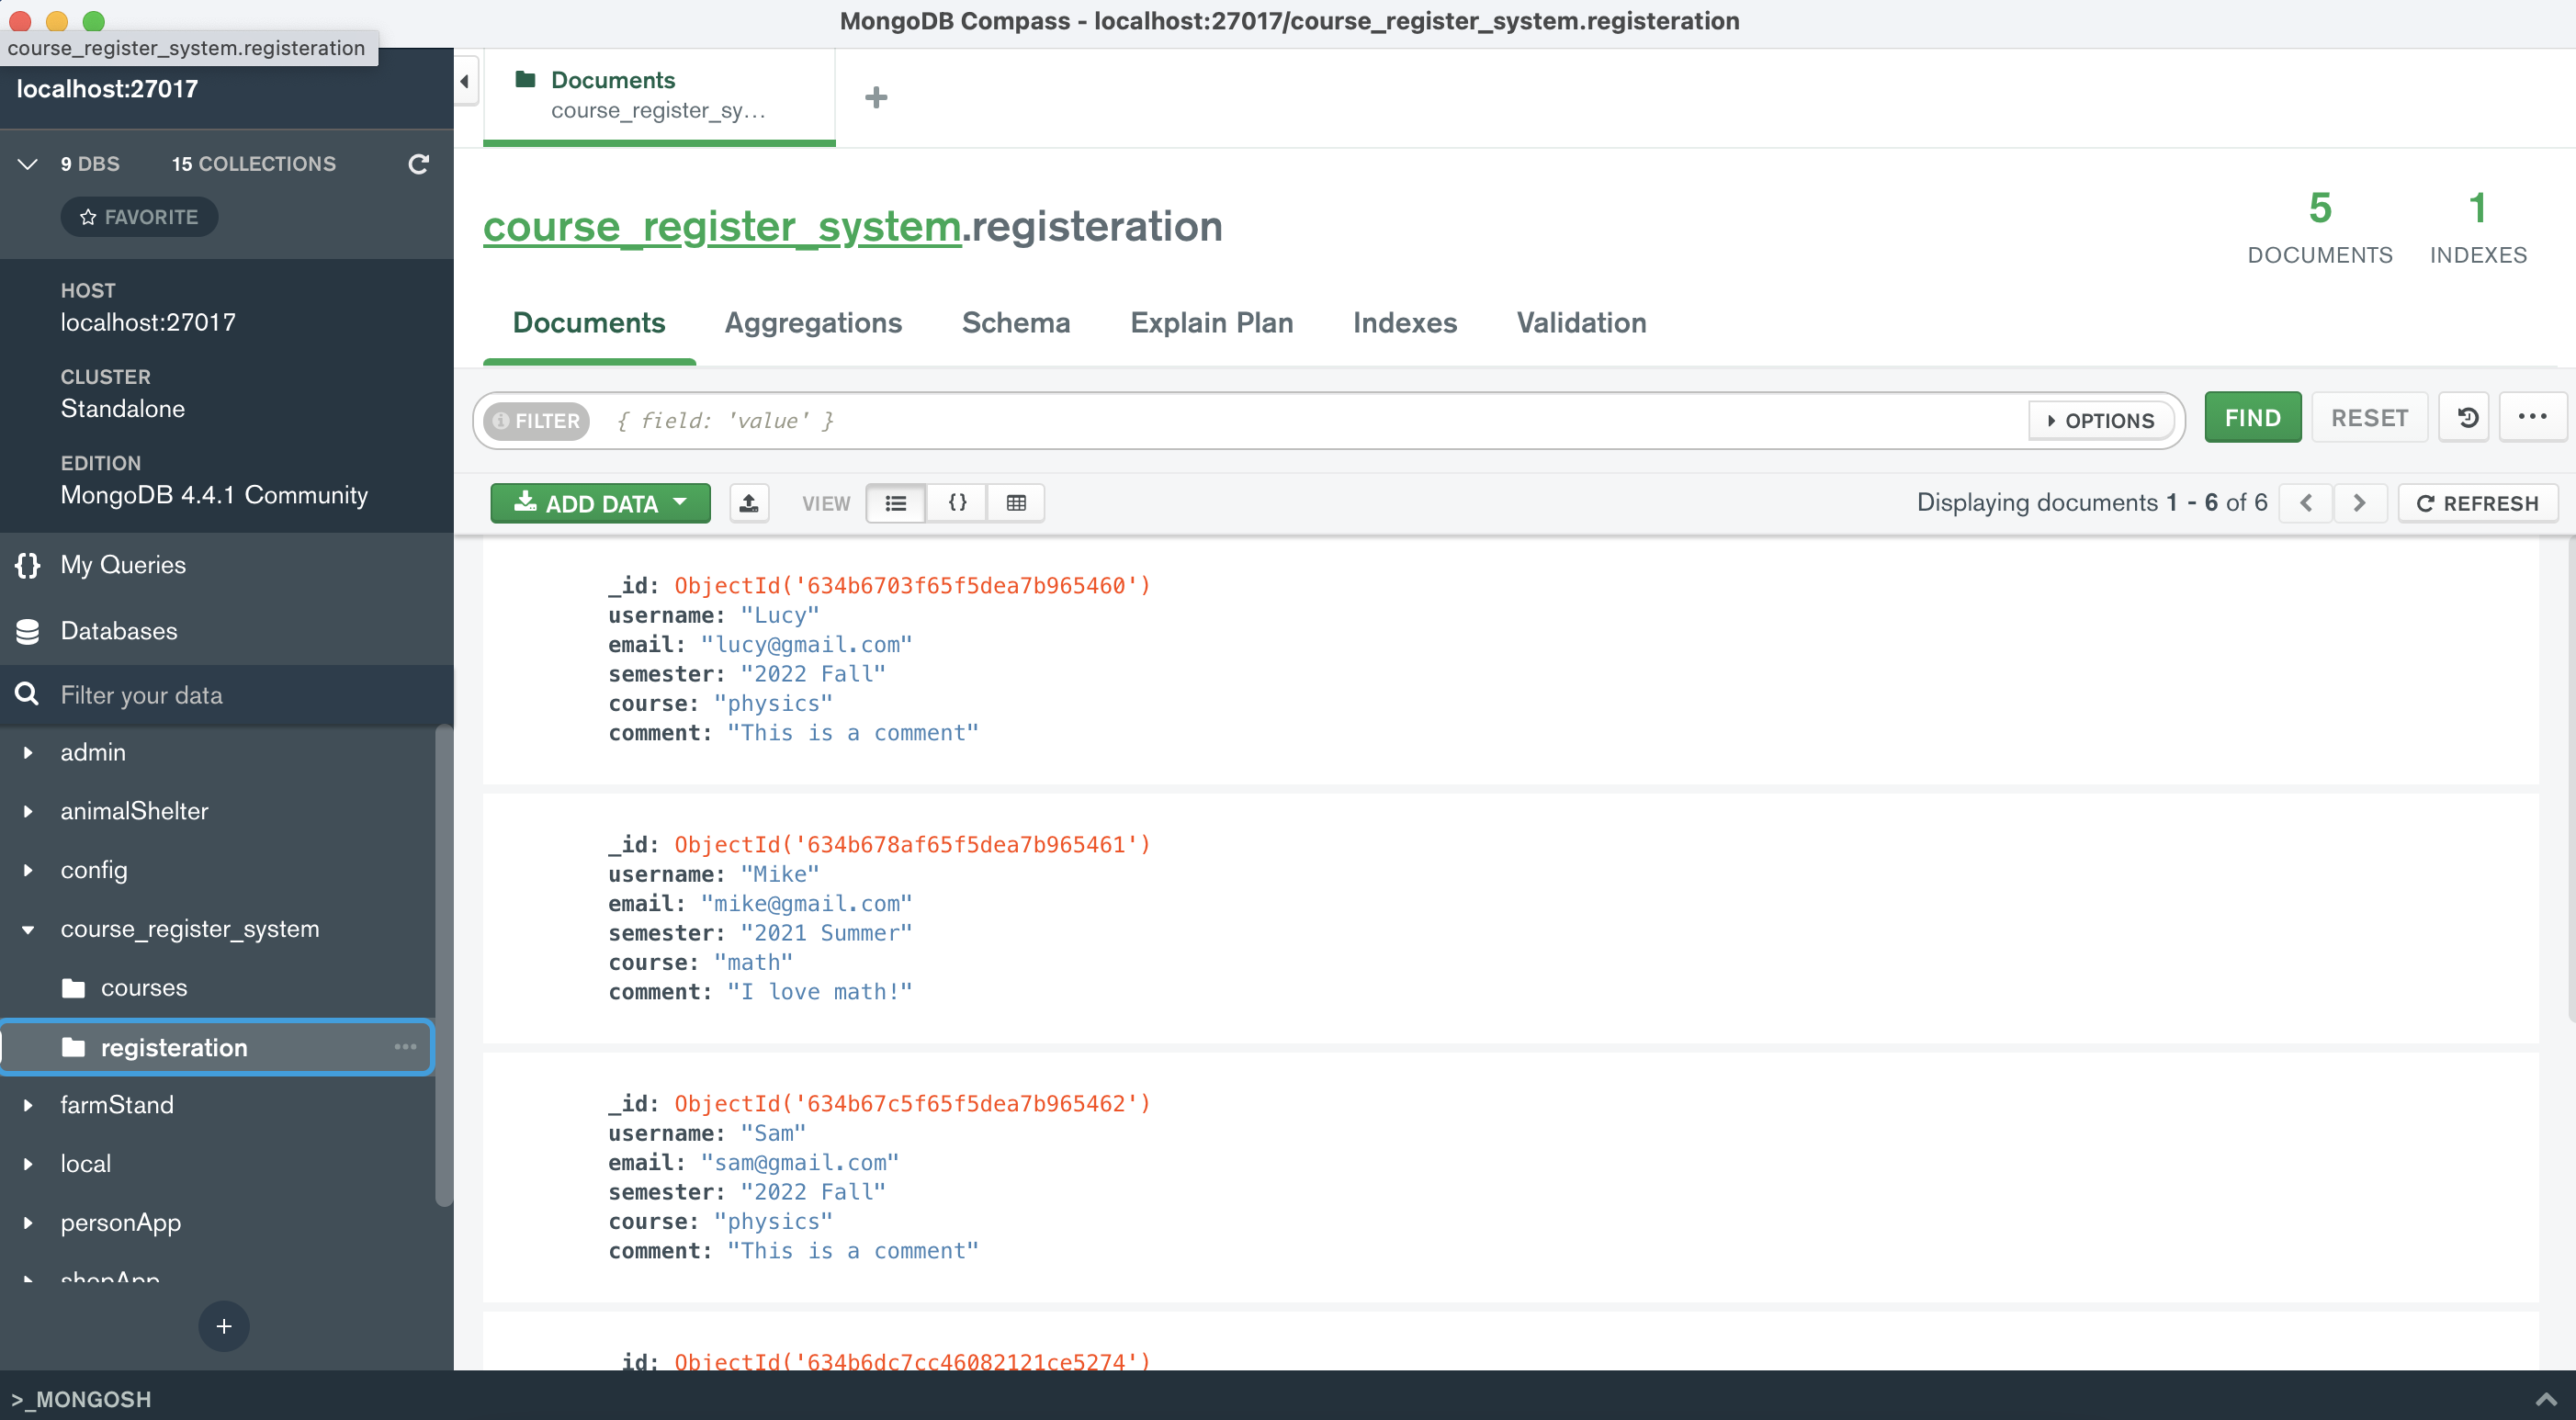 MongoDB Compass - localhost:27017/course_register_system.registeration
course_register_system.registeration
localhost:27017
9 DBS 15 COLLECTIONS
FAVORITE
HOST
localhost:27017
CLUSTER
Standalone
EDITION
MongoDB 4.4.1 Community
{} My Queries
Databases
Filter your data
admin
animalShelter
config
course_register_system
courses
registeration
farmStand
local
personApp
shopApp
+
Documents
course_register_sy...
+
course_register_system.registeration
5
DOCUMENTS
1
INDEXES
Documents Aggregations Schema Explain Plan Indexes Validation
FILTER { field: 'value' } OPTIONS FIND RESET ...
ADD DATA VIEW {} Displaying documents 1 - 6 of 6 < > REFRESH
_id: ObjectId('634b6703f65f5dea7b965460')
username: "Lucy"
email: "lucy@gmail.com"
semester: "2022 Fall"
course: "physics"
comment: "This is a comment"
_id: ObjectId('634b678af65f5dea7b965461')
username: "Mike"
email: "mike@gmail.com"
semester: "2021 Summer"
course: "math"
comment: "I love math!"
_id: ObjectId('634b67c5f65f5dea7b965462')
username: "Sam"
email: "sam@gmail.com"
semester: "2022 Fall"
course: "physics"
comment: "This is a comment"
_id: ObjectId('634b6dc7cc46082121ce5274')
>_MONGOSH